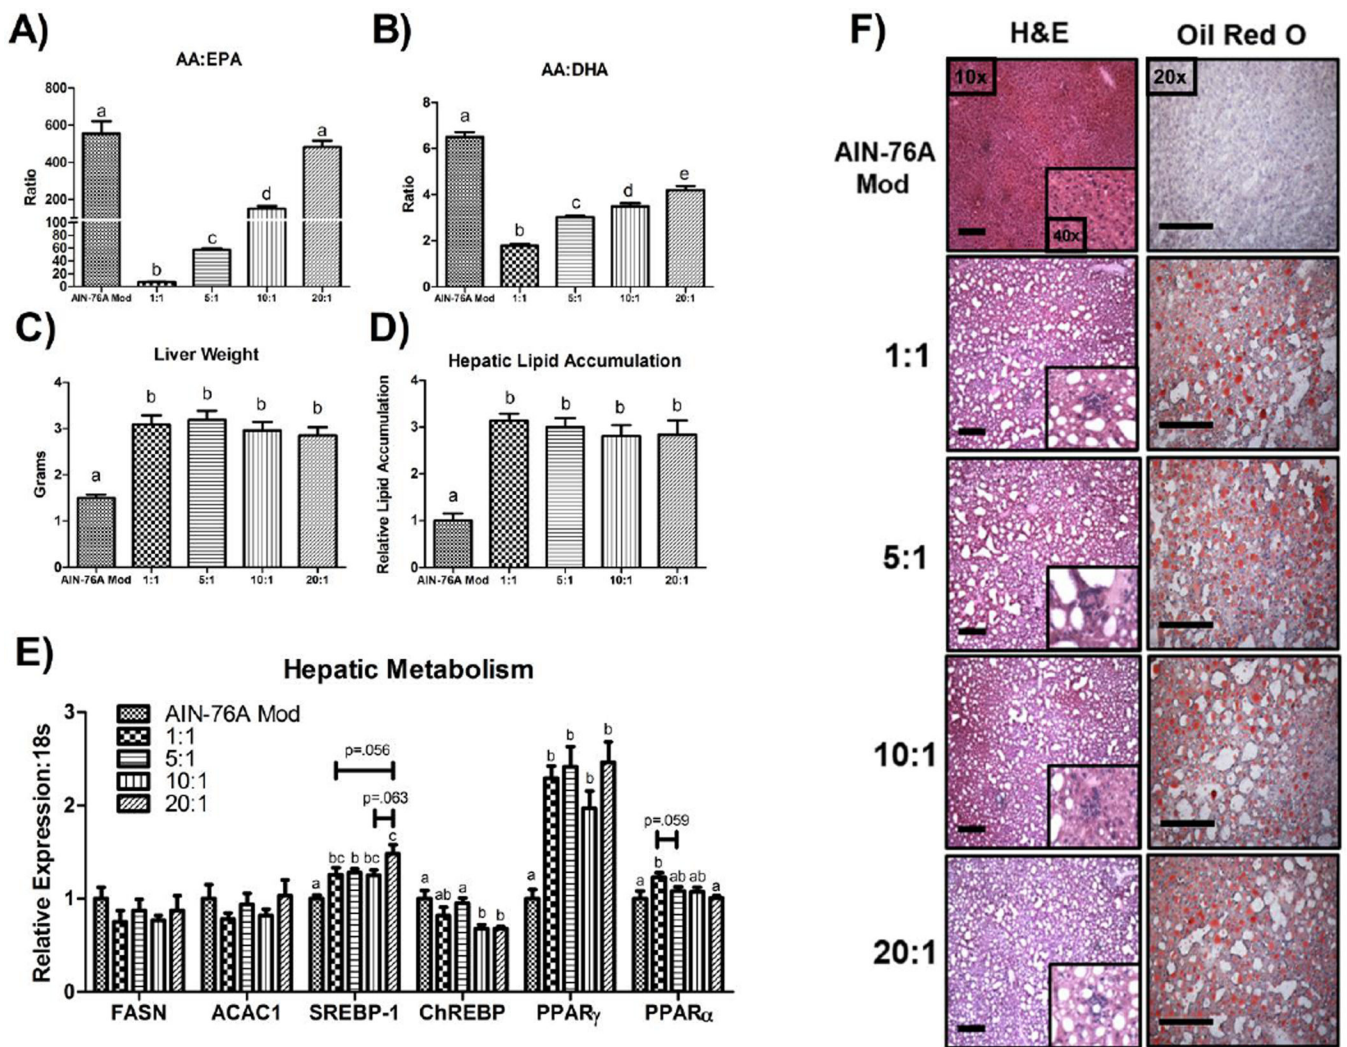 A)
AA:EPA
Ratio
800
600
400
200
100
80
60
40
20
0
a
b
c
d
a
AIN-76A Mod 1:1 5:1 10:1 20:1
B)
AA:DHA
Ratio
8
6
4
2
0
a
b
c
d
e
AIN-76A Mod 1:1 5:1 10:1 20:1
C)
Liver Weight
Grams
4
3
2
1
0
a
b
b
b
b
AIN-76A Mod 1:1 5:1 10:1 20:1
D)
Hepatic Lipid Accumulation
Relative Lipid Accumulation
4
3
2
1
0
a
b
b
b
b
AIN-76A Mod 1:1 5:1 10:1 20:1
E)
Hepatic Metabolism
Relative Expression:18s
3
2
1
0
AIN-76A Mod
1:1
5:1
10:1
20:1
p=.056
p=.063
p=.059
a bc b bc c
a ab a b b
a b b b b
a b ab ab a
FASN ACAC1 SREBP-1 ChREBP PPARγ PPARα
F)
H&E Oil Red O
AIN-76A
Mod
10x
40x
20x
1:1
5:1
10:1
20:1